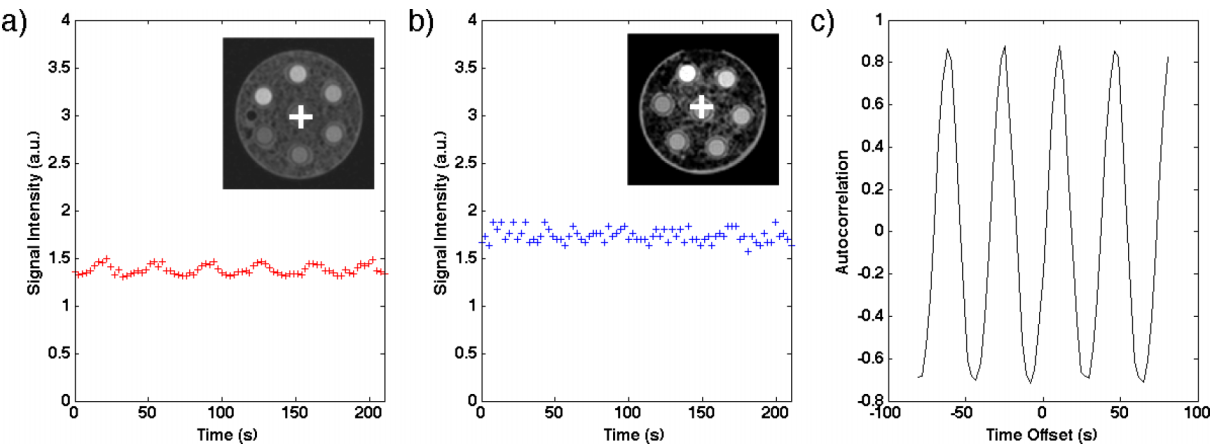 a)
4
3.5
3
2.5
2
1.5
1
0.5
0
Signal Intensity (a.u.)
0 50 100 150 200
Time (s)
b)
4
3.5
3
2.5
2
1.5
1
0.5
0
Signal Intensity (a.u.)
0 50 100 150 200
Time (s)
c)
1
0.8
0.6
0.4
0.2
0
-0.2
-0.4
-0.6
-0.8
Autocorrelation
-100 -50 0 50 100
Time Offset (s)